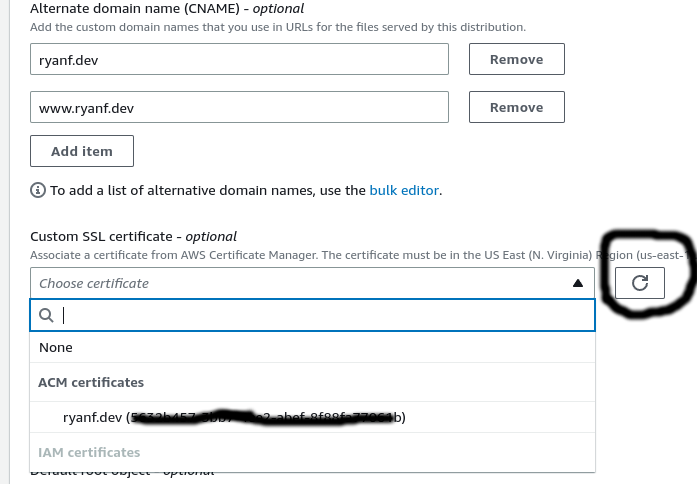 Alternate domain name (CNAME) - optional
Add the custom domain names that you use in URLs for the files served by this distribution.
ryanf.dev
Remove
www.ryanf.dev
Remove
Add item
To add a list of alternative domain names, use the bulk editor.
Custom SSL certificate - optional
Associate a certificate from AWS Certificate Manager. The certificate must be in the US East (N. Virginia) Region (us-east-
Choose certificate
None
ACM certificates
ryanf.dev (
IAM certificates
Default root object - optional